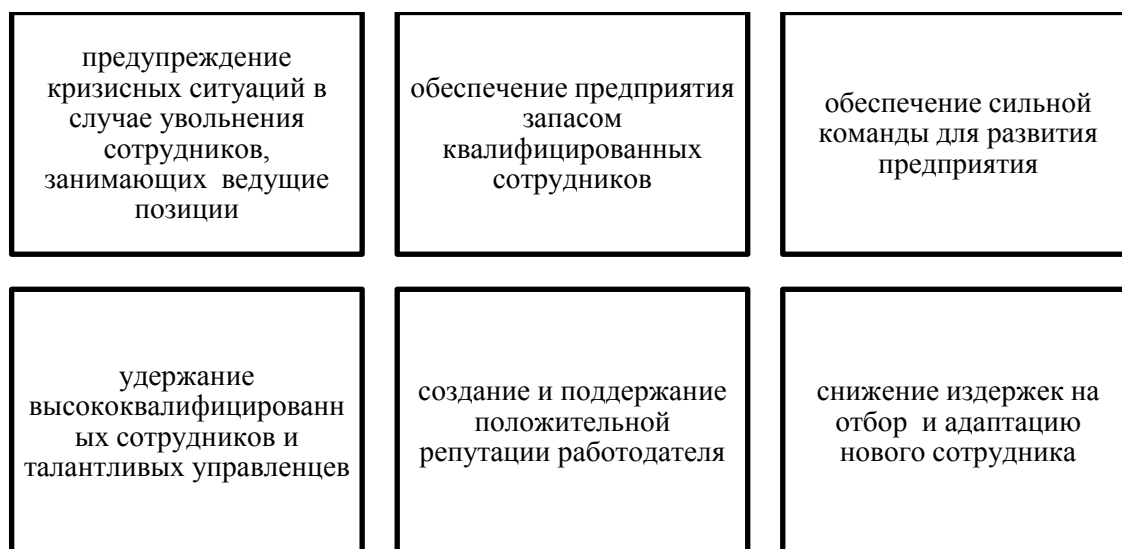 предупреждение
кризисных ситуаций в
случае увольнения
сотрудников,
занимающих  ведущие
позиции
обеспечение предприятия
запасом
квалифицированных
сотрудников
обеспечение сильной
команды для развития
предприятия
удержание
высококвалифицированн
ых сотрудников и
талантливых управленцев
создание и поддержание
положительной
репутации работодателя
снижение издержек на
отбор  и адаптацию
нового сотрудника